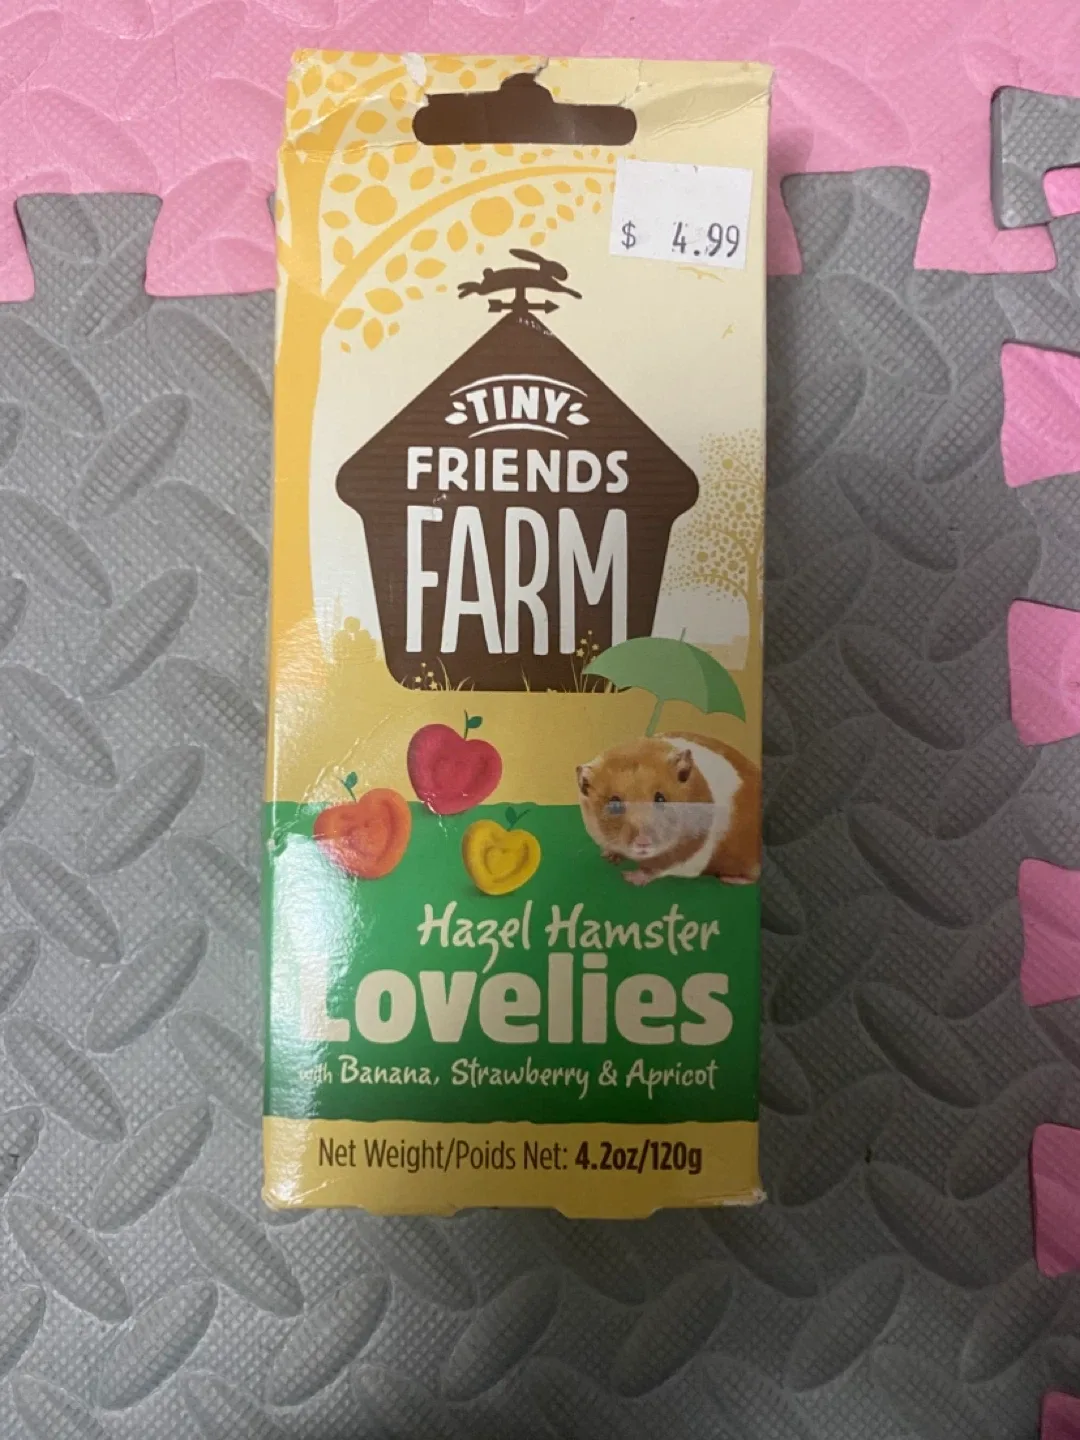 $ 4.99
TINY
FRIENDS
FARM
Hazel Hamster
Lovelies
with Banana, Strawberry & Apricot
Net Weight/Poids Net: 4.2oz/120g